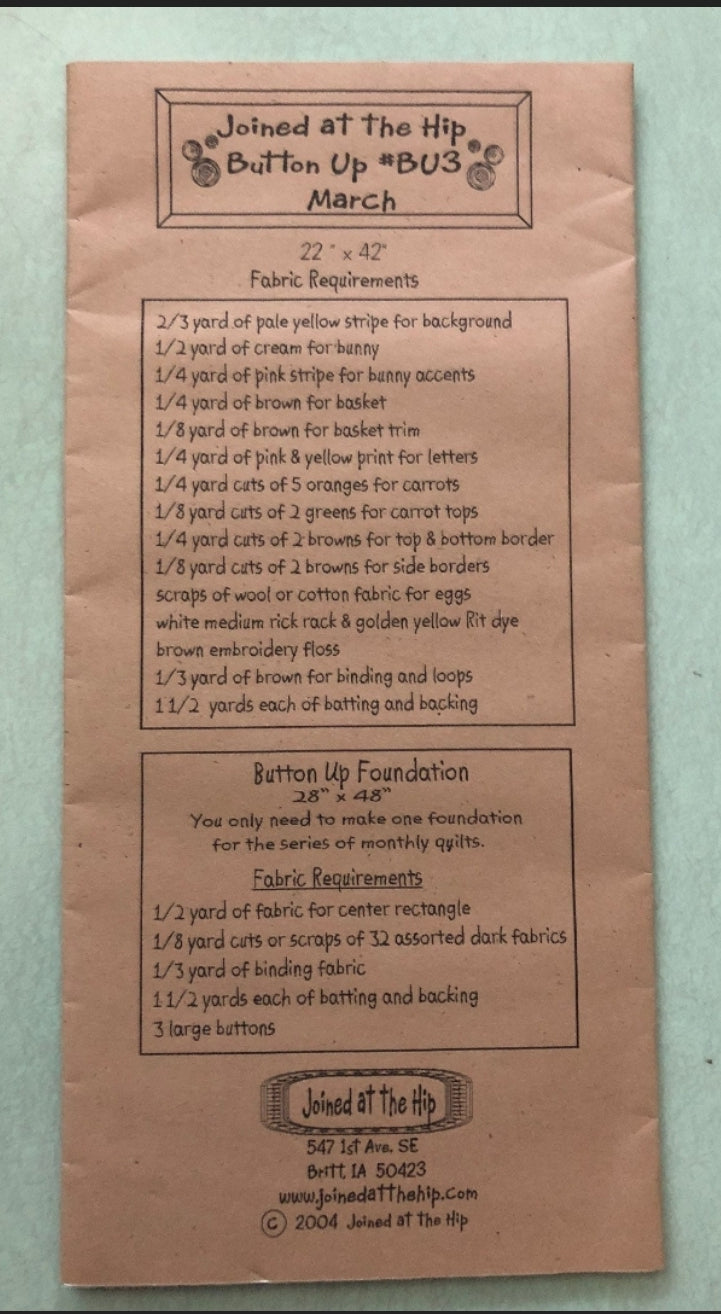 Joined at the Hip
Button Up #BU3
March
22 " x 42"
Fabric Requirements
2/3 yard of pale yellow stripe for background
1/2 yard of cream for bunny
1/4 yard of pink stripe for bunny accents
1/4 yard of brown for basket
1/8 yard of brown for basket trim
1/4 yard of pink & yellow print for letters
1/4 yard cuts of 5 oranges for carrots
1/8 yard cuts of 2 greens for carrot tops
1/4 yard cuts of 2 browns for top & bottom border
1/8 yard cuts of 2 browns for side borders
scraps of wool or cotton fabric for eggs
white medium rick rack & golden yellow Rit dye
brown embroidery floss
1/3 yard of brown for binding and loops
1 1/2 yards each of batting and backing
Button Up Foundation
28" x 48"
You only need to make one foundation
for the series of monthly quilts.
Fabric Requirements
1/2 yard of fabric for center rectangle
1/8 yard cuts or scraps of 32 assorted dark fabrics
1/3 yard of binding fabric
1 1/2 yards each of batting and backing
3 large buttons
Joined at the Hip
547 1st Ave. SE
Britt, IA 50423
www.joinedatthehip.com
© 2004 Joined at the Hip